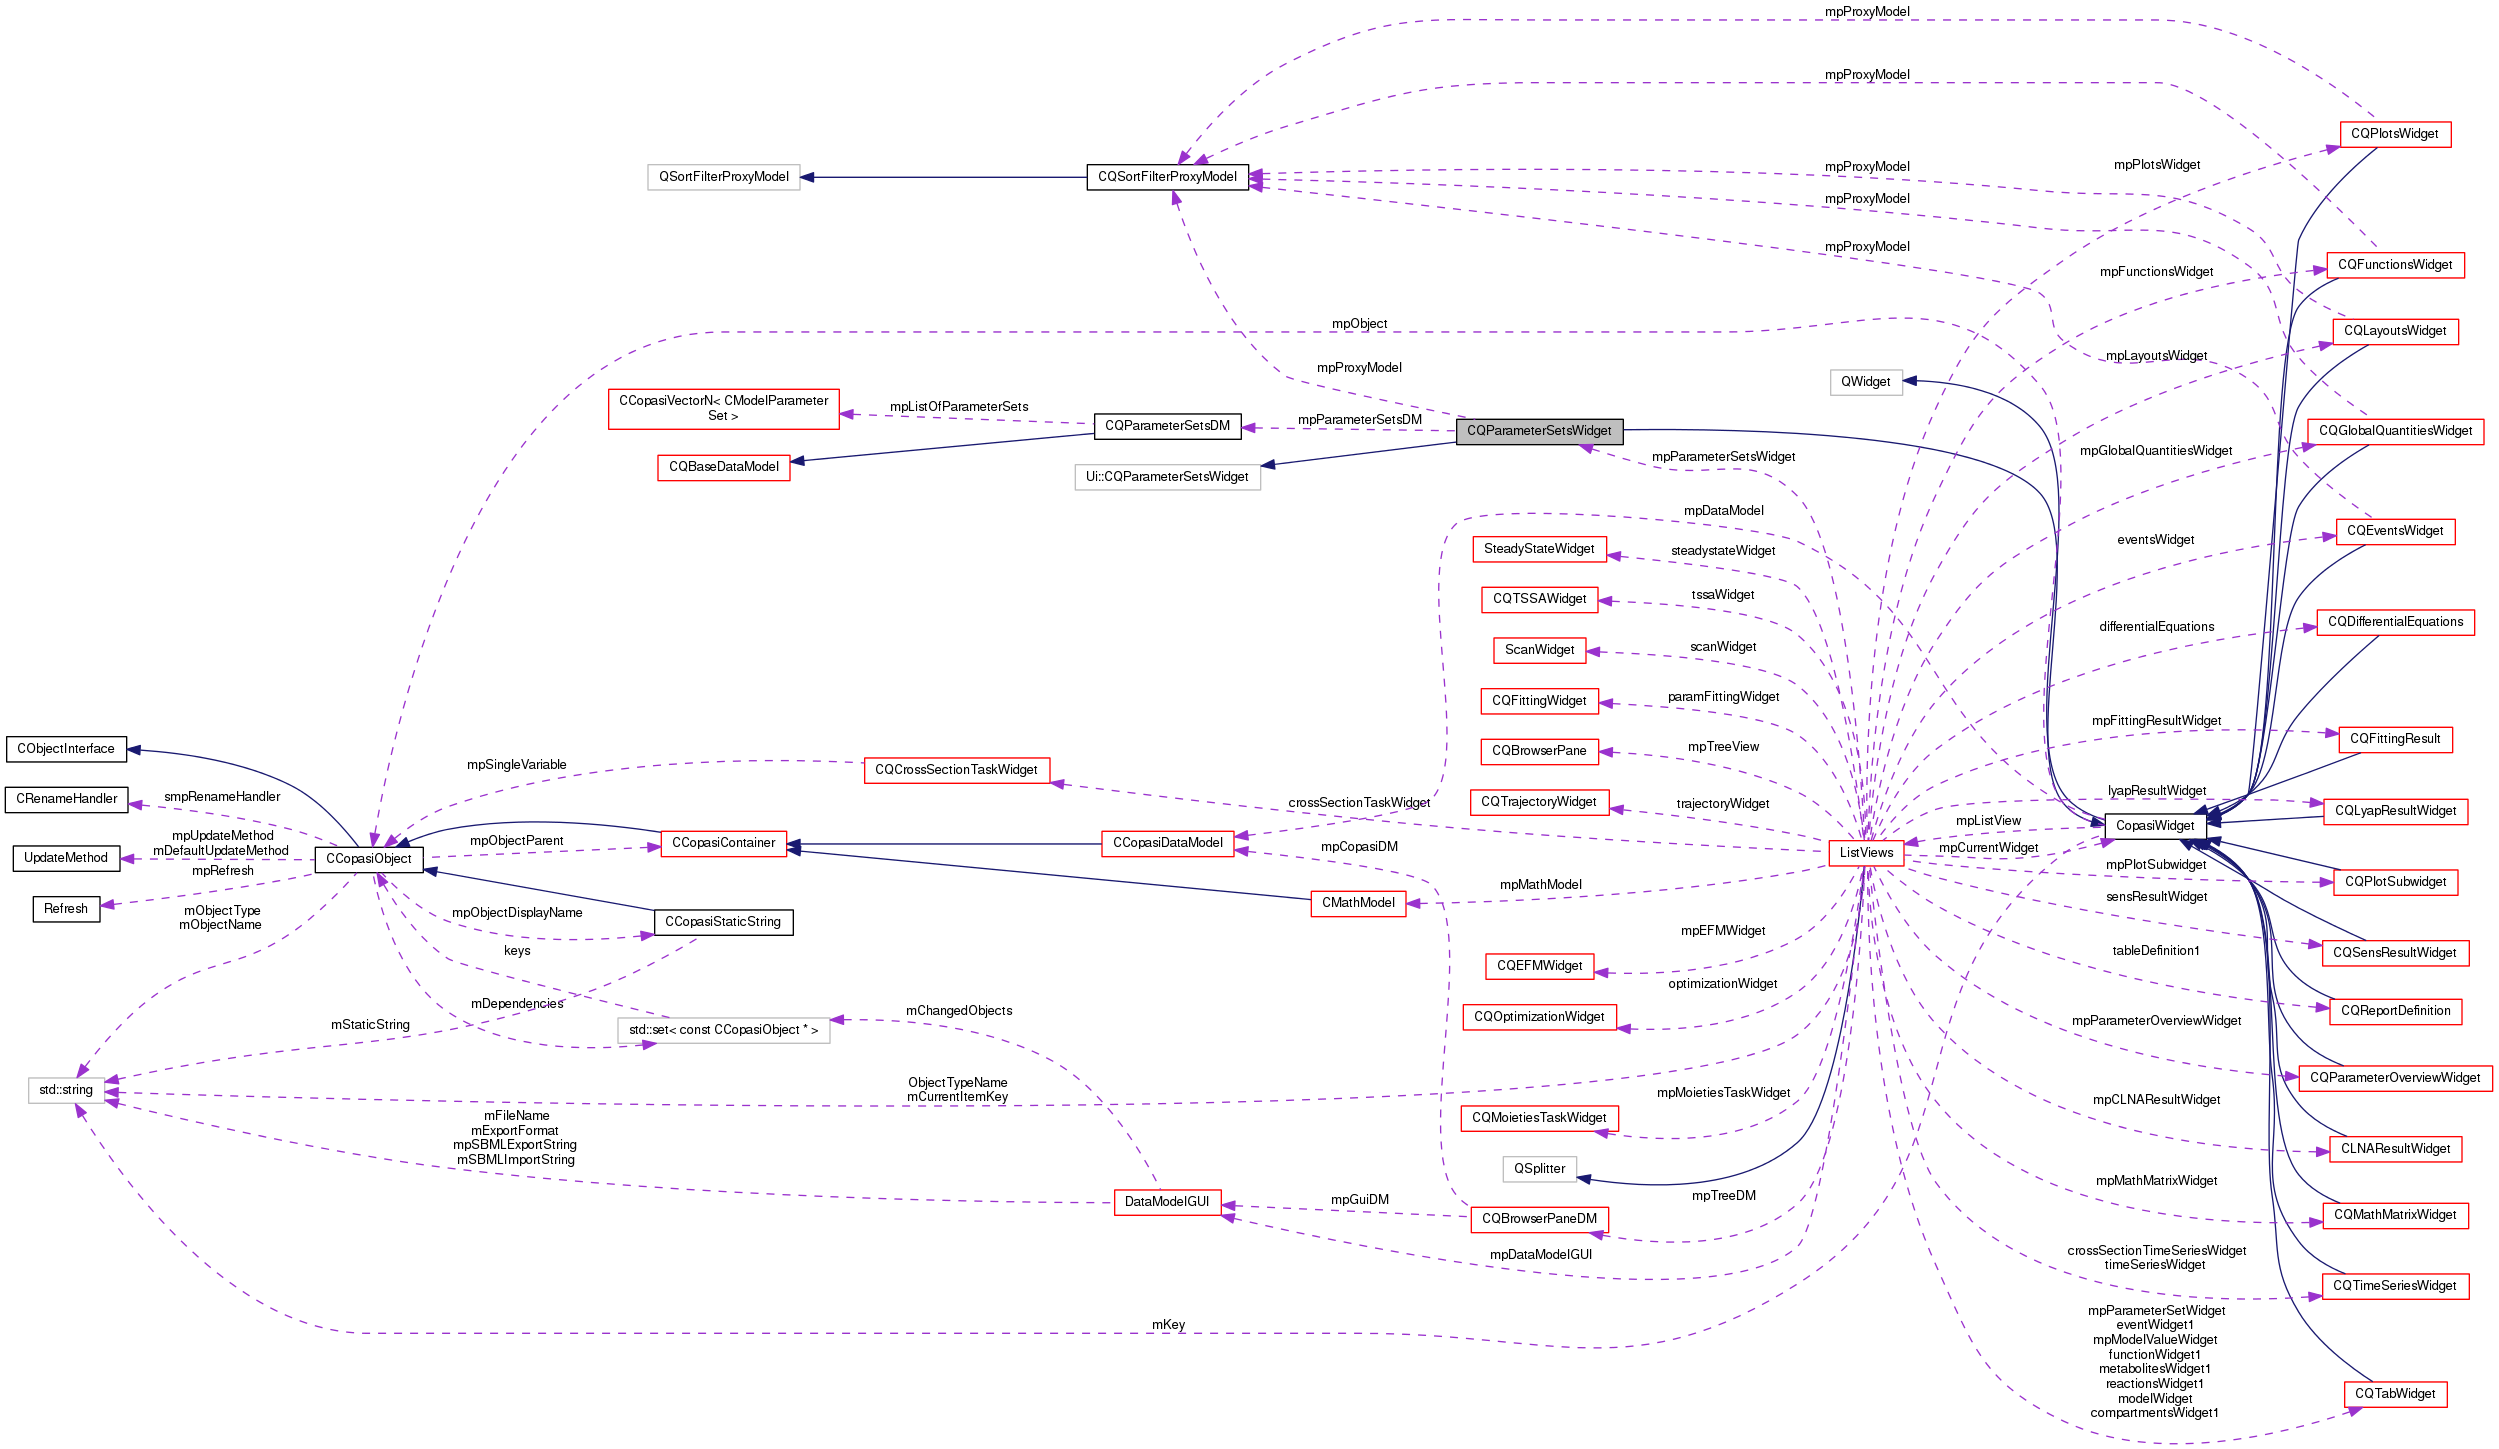 mpProxyModel
mpProxyModel
CQPlotsWidget
mpProxyModel
mpPlotsWidget
QSortFilterProxyModel
CQSortFilterProxyModel
mpProxyModel
mpProxyModel
CQFunctionsWidget
mpFunctionsWidget
mpObject
CQLayoutsWidget
mpLayoutsWidget
mpProxyModel
QWidget
CCopasiVectorN< CModelParameter
Set >
mpListOfParameterSets
CQParameterSetsDM
mpParameterSetsDM
CQParameterSetsWidget
CQGlobalQuantitiesWidget
mpGlobalQuantitiesWidget
CQBaseDataModel
Ui::CQParameterSetsWidget
mpParameterSetsWidget
mpDataModel
CQEventsWidget
eventsWidget
SteadyStateWidget
steadystateWidget
CQTSSAWidget
tssaWidget
CQDifferentialEquations
differentialEquations
ScanWidget
scanWidget
CQFittingWidget
paramFittingWidget
mpFittingResultWidget
CQFittingResult
CObjectInterface
CQBrowserPane
mpTreeView
mpSingleVariable
CQCrossSectionTaskWidget
CRenameHandler
smpRenameHandler
crossSectionTaskWidget
CQTrajectoryWidget
trajectoryWidget
lyapResultWidget
CQLyapResultWidget
mpListView
CopasiWidget
mpUpdateMethod
mDefaultUpdateMethod
UpdateMethod
CCopasiObject
mpObjectParent
CCopasiContainer
CCopasiDataModel
mpCopasiDM
ListViews
mpCurrentWidget
mpPlotSubwidget
CQPlotSubwidget
mpRefresh
Refresh
mpMathModel
CMathModel
sensResultWidget
mObjectType
mObjectName
mpObjectDisplayName
CCopasiStaticString
keys
mpEFMWidget
CQEFMWidget
tableDefinition1
CQSensResultWidget
optimizationWidget
CQOptimizationWidget
mDependencies
mStaticString
std::set< const CCopasiObject * >
mChangedObjects
CQReportDefinition
mpParameterOverviewWidget
CQParameterOverviewWidget
std::string
ObjectTypeName
mCurrentItemKey
mpMoietiesTaskWidget
CQMoietiesTaskWidget
mpCLNAResultWidget
CLNAResultWidget
mFileName
mExportFormat
mpSBMLExportString
mSBMLImportString
QSplitter
mpMathMatrixWidget
CQMathMatrixWidget
DataModelGUI
mpGuiDM
CQBrowserPaneDM
mpTreeDM
mpDataModelGUI
crossSectionTimeSeriesWidget
timeSeriesWidget
CQTimeSeriesWidget
mKey
mpParameterSetWidget
eventWidget1
mpModelValueWidget
functionWidget1
metabolitesWidget1
reactionsWidget1
modelWidget
compartmentsWidget1
CQTabWidget